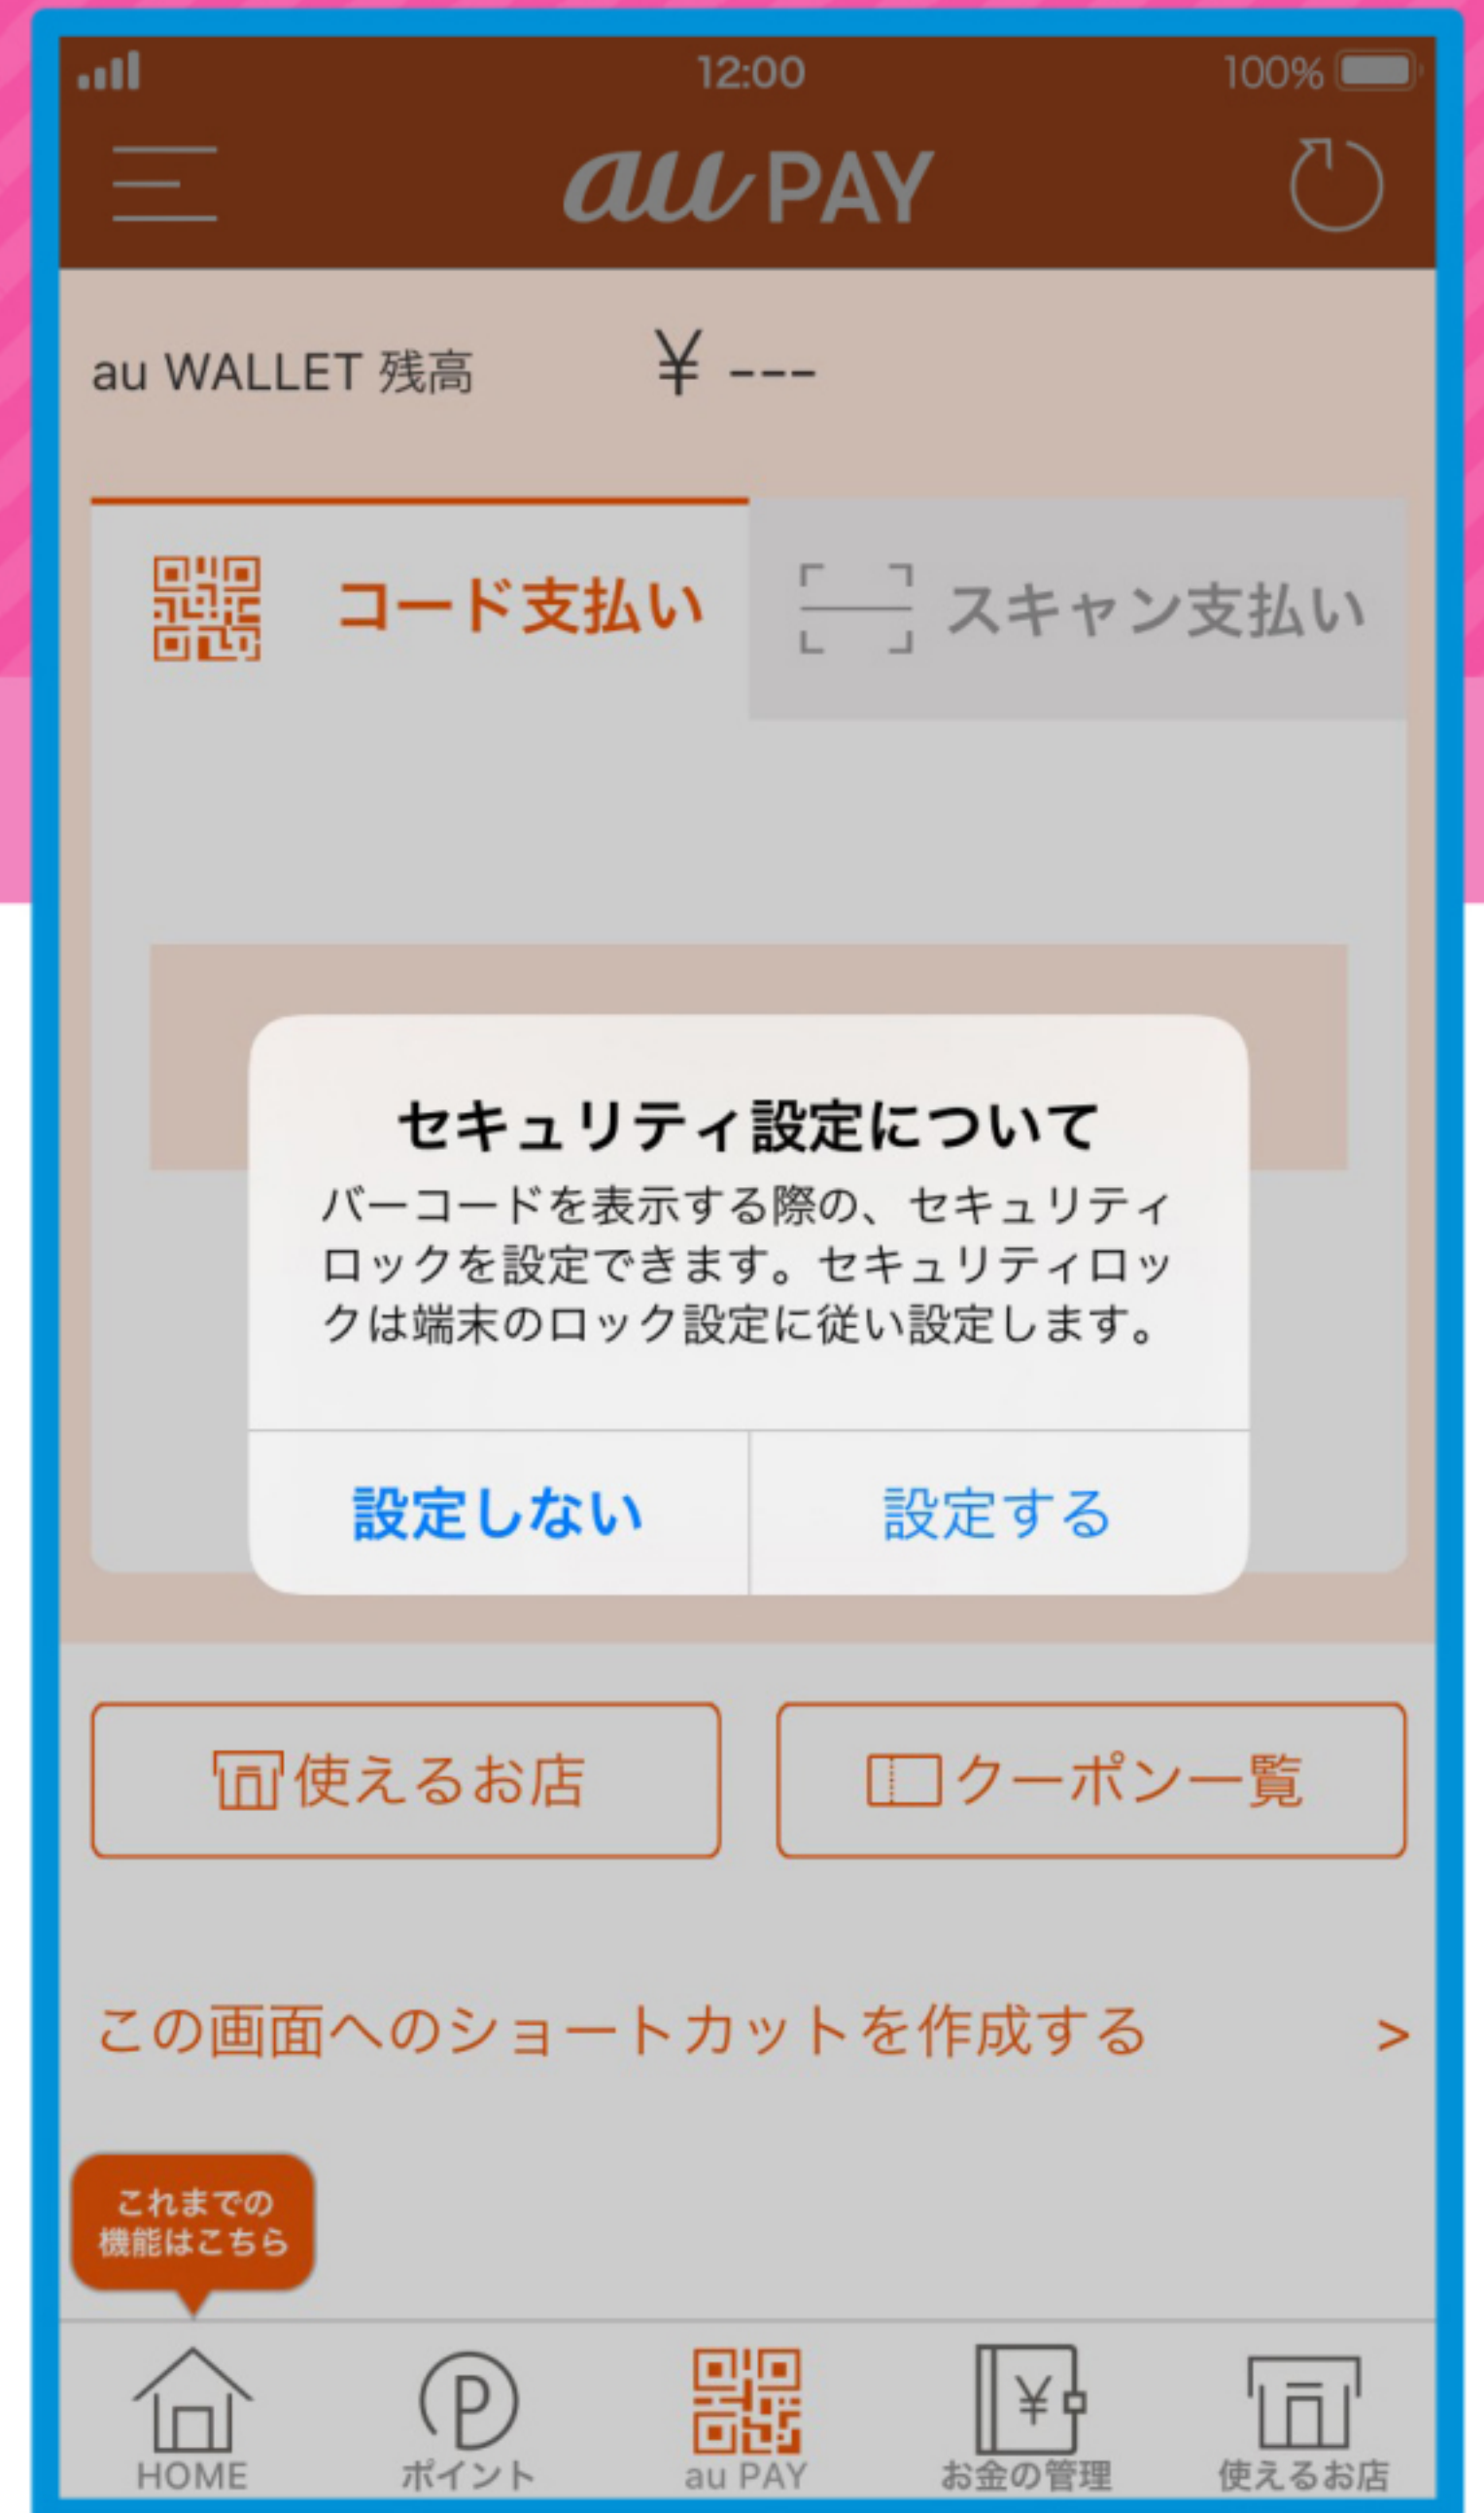 12:00
100%
au PAY
au WALLET 残高
¥ ---
コード支払い
スキャン支払い
セキュリティ設定について
バーコードを表示する際の、セキュリティ
ロックを設定できます。セキュリティロッ
クは端末のロック設定に従い設定します。
設定しない
設定する
使えるお店
クーポン一覧
この画面へのショートカットを作成する
>
これまでの
機能はこちら
HOME
ポイント
au PAY
お金の管理
使えるお店